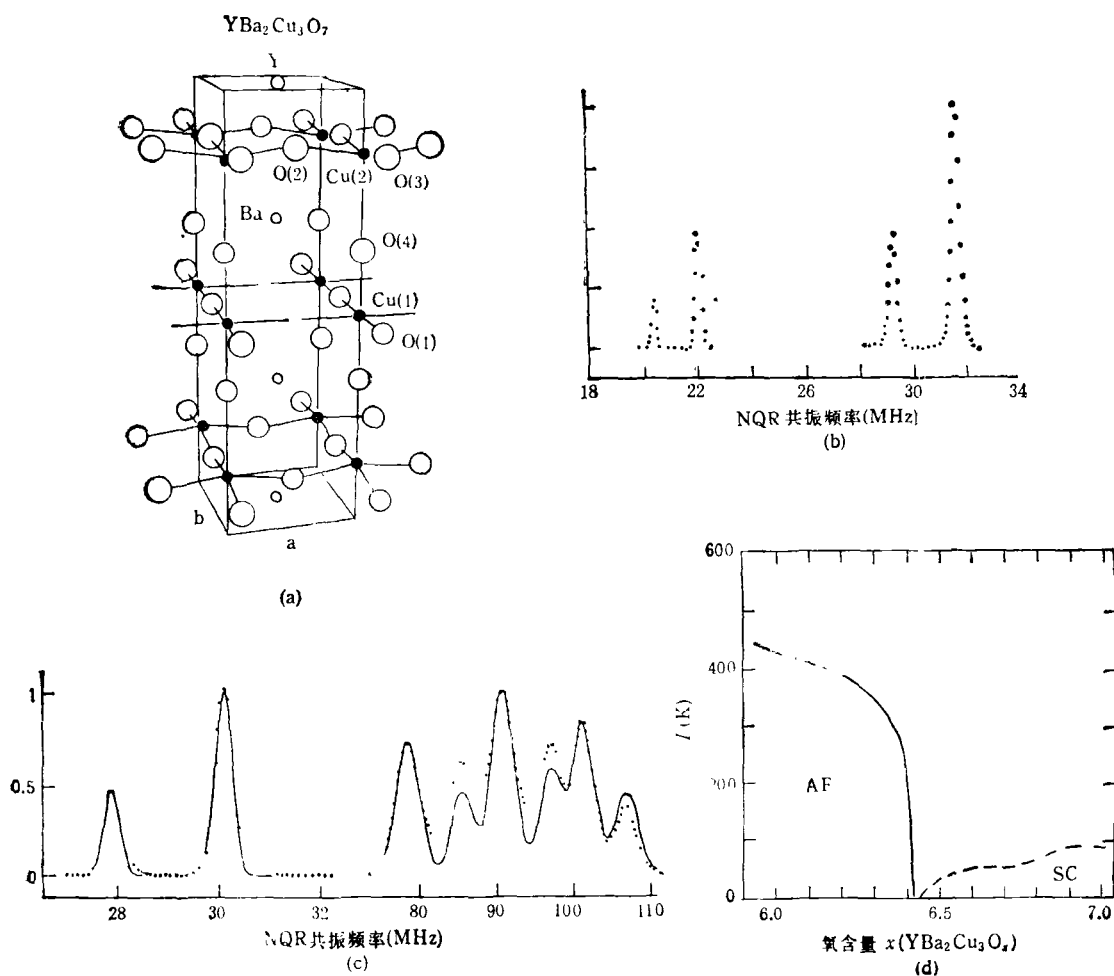 YBa₂Cu₃O₇
Y
O(2)
Cu(2)
O(3)
Ba
O(4)
Cu(1)
O(1)
b
a
(a)
18 22 26 30 34
NQR 共振频率(MHz)
(b)
1
0.5
0
28 30 32 80 90 100 110
NQR共振频率(MHz)
(c)
600
400
200
0
T(K)
AF
SC
6.0 6.5 7.0
氧含量 x(YBa₂Cu₃Oₓ)
(d)